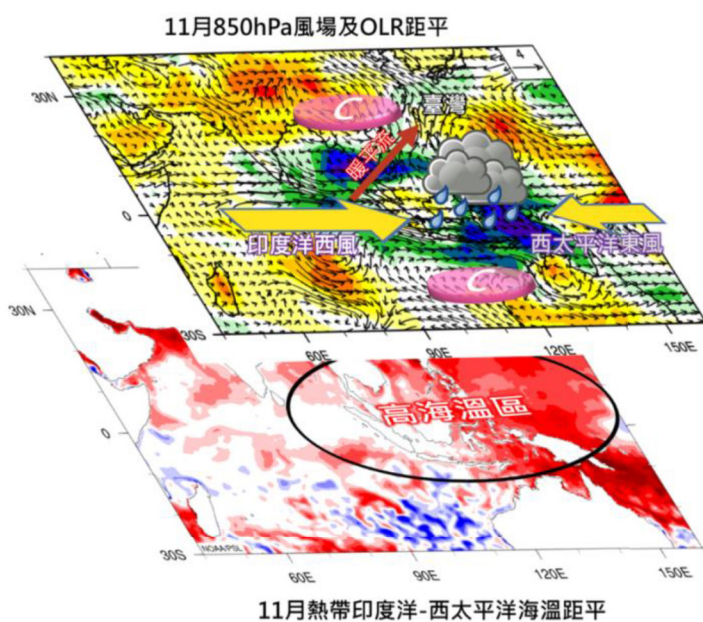 11月850hPa風場及OLR距平
4
30N
C
臺灣
暖平流
0
印度洋西風
西太平洋東風
C
30S
60E
90E
120E
150E
30N
高海溫區
0
30S
NOAA/PSL
60E
90E
120E
150E
11月熱帶印度洋-西太平洋海溫距平